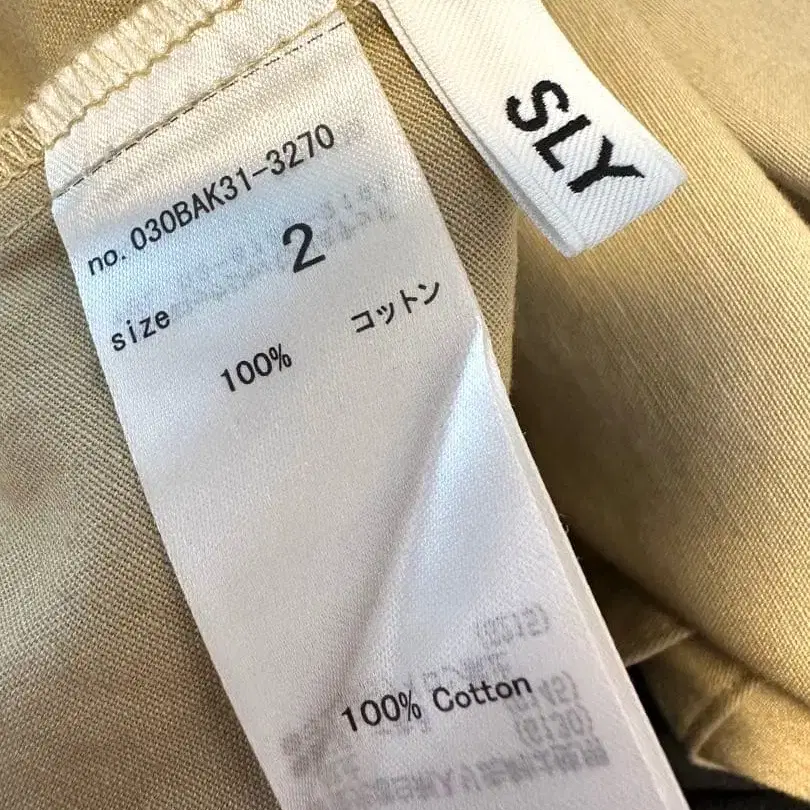 SLY
no. 030BAK31-3270
size 2
100% コットン
100% Cotton